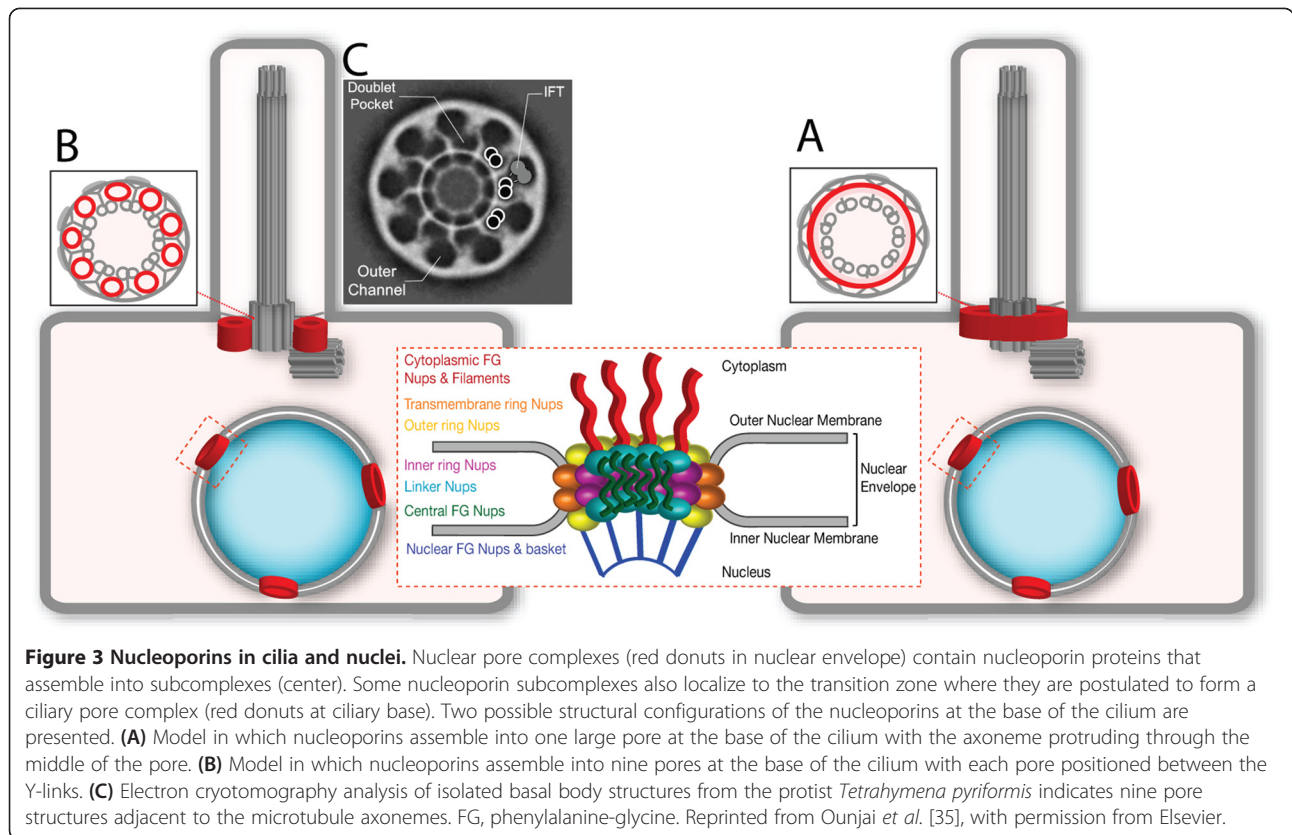 C
Doublet
Pocket
IFT
Outer
Channel
B
A
Cytoplasmic FG
Nups & Filaments
Transmembrane ring Nups
Outer ring Nups
Inner ring Nups
Linker Nups
Central FG Nups
Nuclear FG Nups & basket
Cytoplasm
Outer Nuclear Membrane
Nuclear
Envelope
Inner Nuclear Membrane
Nucleus
Figure 3 Nucleoporins in cilia and nuclei. Nuclear pore complexes (red donuts in nuclear envelope) contain nucleoporin proteins that
assemble into subcomplexes (center). Some nucleoporin subcomplexes also localize to the transition zone where they are postulated to form a
ciliary pore complex (red donuts at ciliary base). Two possible structural configurations of the nucleoporins at the base of the cilium are
presented. (A) Model in which nucleoporins assemble into one large pore at the base of the cilium with the axoneme protruding through the
middle of the pore. (B) Model in which nucleoporins assemble into nine pores at the base of the cilium with each pore positioned between the
Y-links. (C) Electron cryotomography analysis of isolated basal body structures from the protist Tetrahymena pyriformis indicates nine pore
structures adjacent to the microtubule axonemes. FG, phenylalanine-glycine. Reprinted from Ounjai et al. [35], with permission from Elsevier.